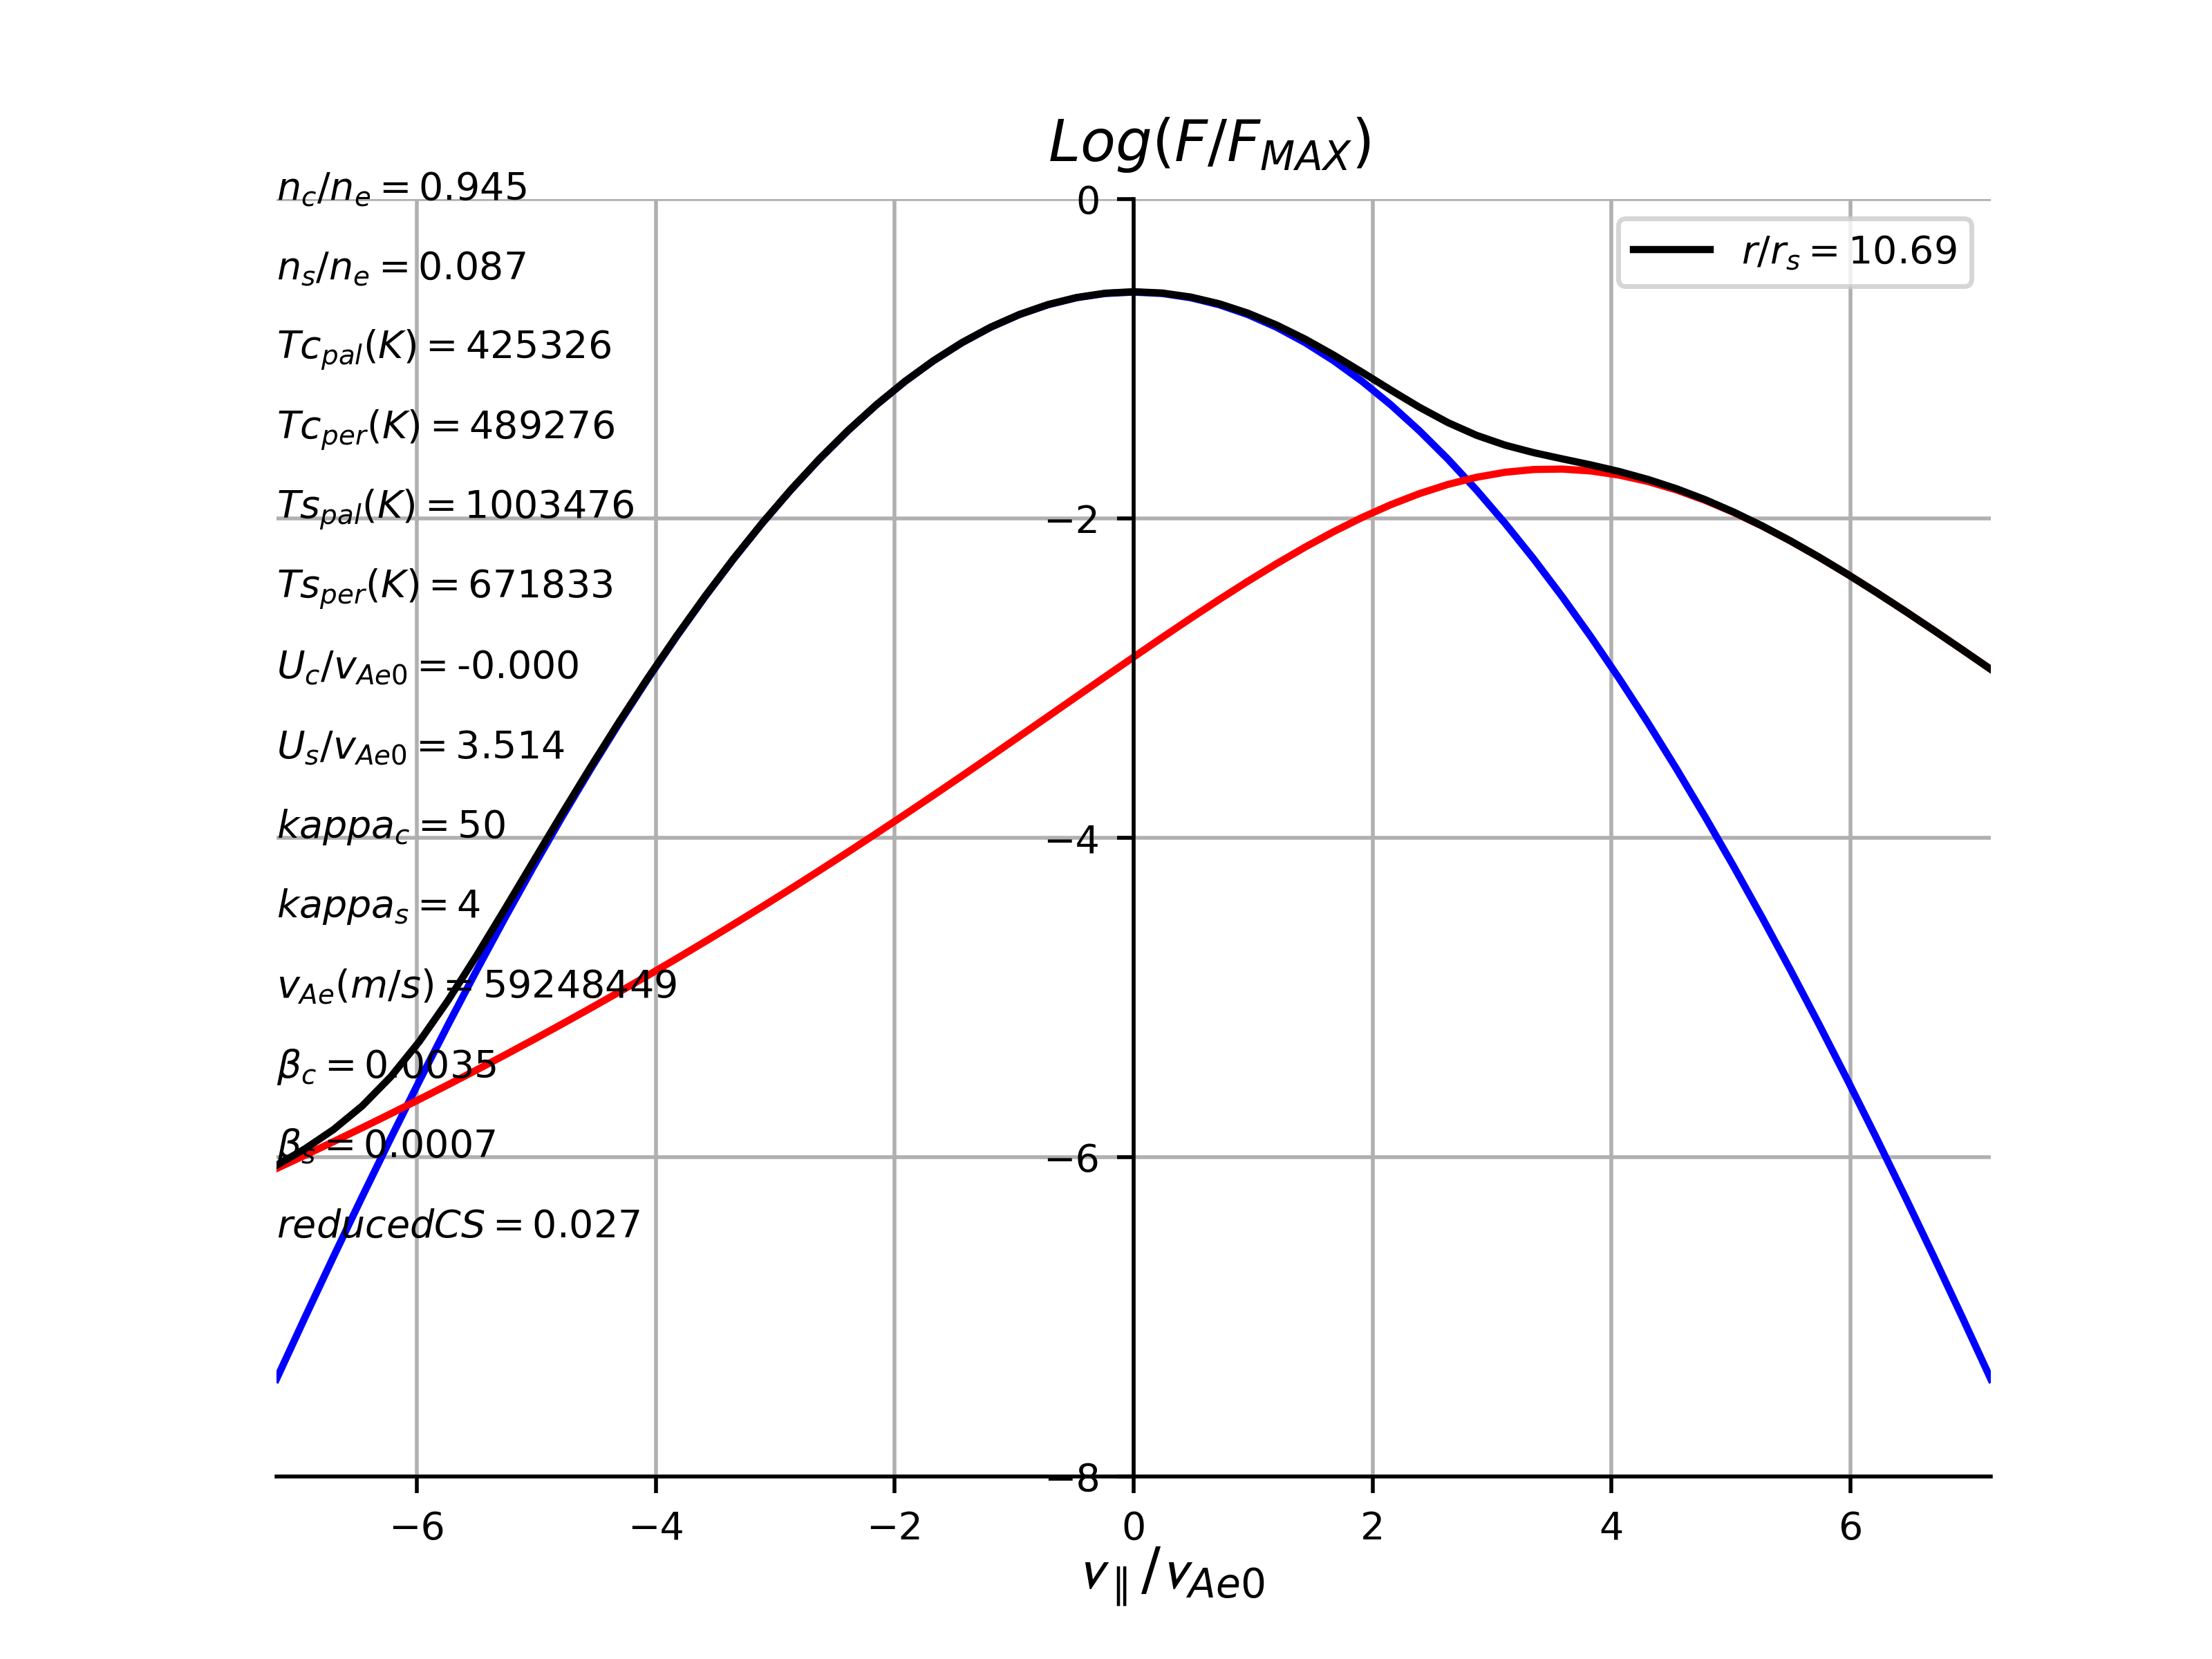 Log(F/F_MAX)
n_c/n_e = 0.945
0
r/r_s = 10.69
n_s/n_e = 0.087
Tc_pal(K) = 425326
Tc_per(K) = 489276
Ts_pal(K) = 1003476
−2
Ts_per(K) = 671833
U_c/v_Ae0 = -0.000
U_s/v_Ae0 = 3.514
kappa_c = 50
−4
kappa_s = 4
v_Ae(m/s) = 59248449
β_c = 0.0035
β_s = 0.0007
−6
reducedCS = 0.027
−8
−6 −4 −2 0 2 4 6
v_∥/v_Ae0